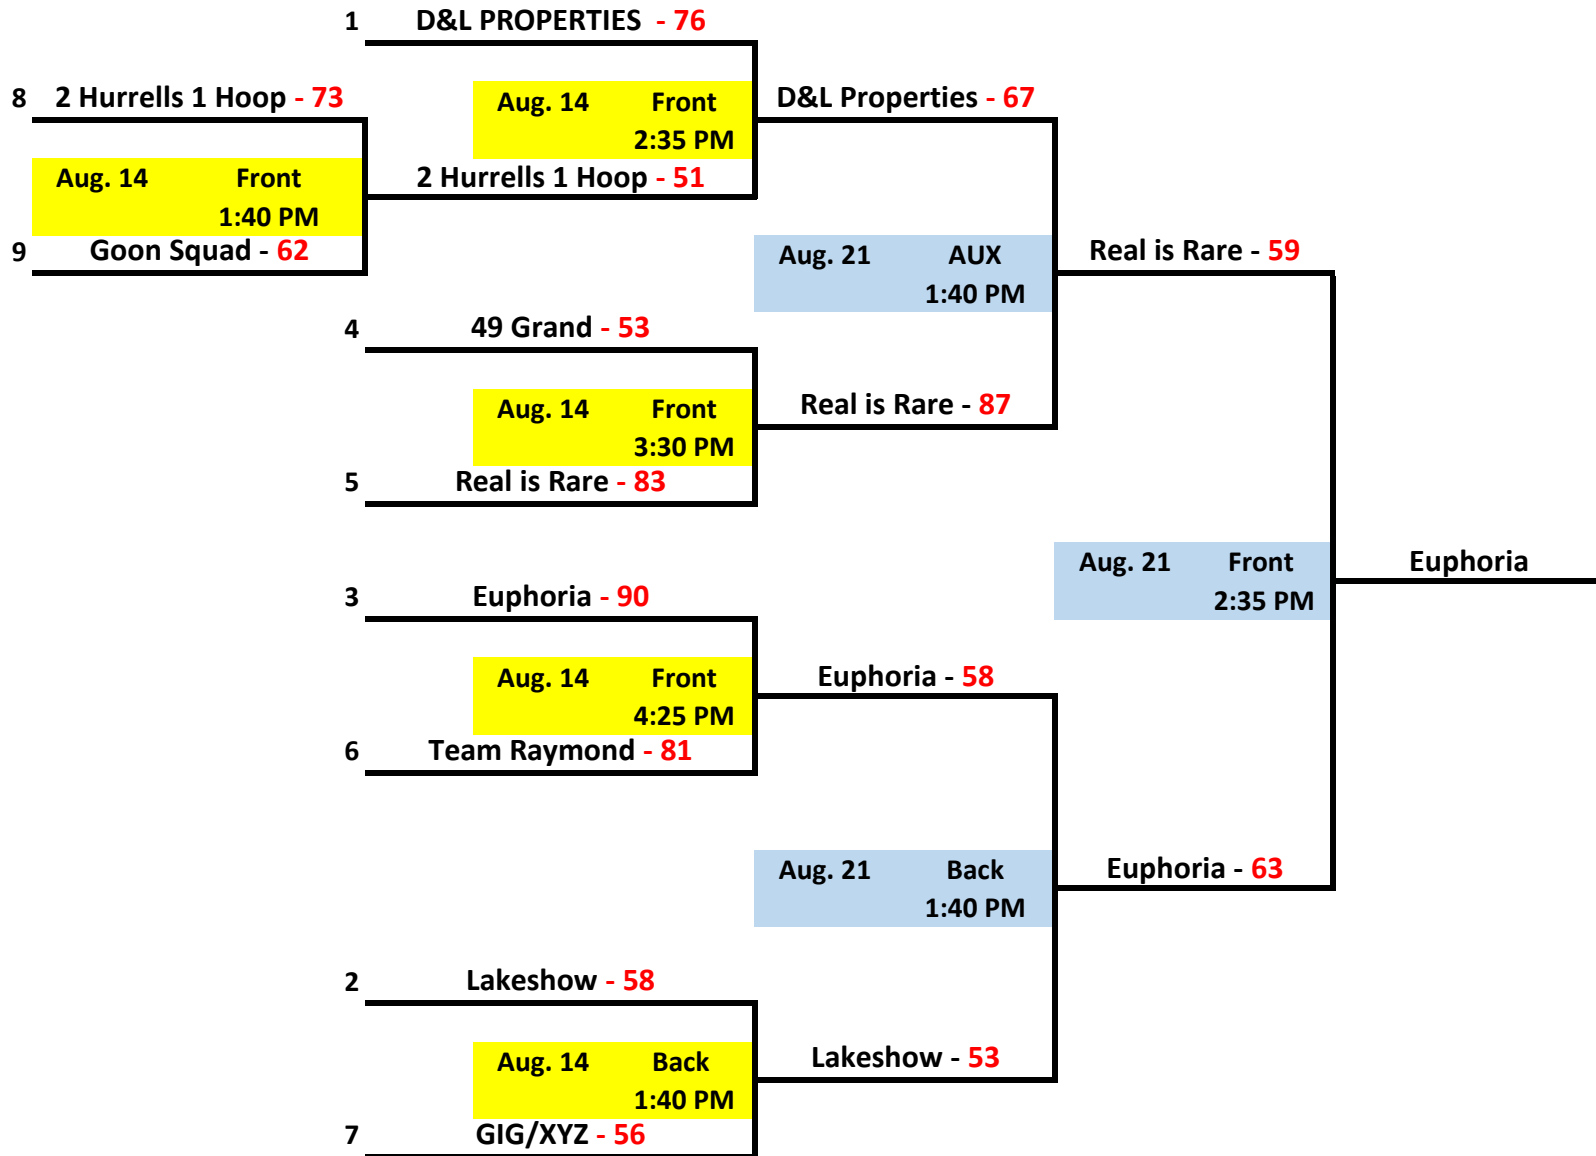 1 D&L PROPERTIES - 76
8 2 Hurrells 1 Hoop - 73
Aug. 14 Front
2:35 PM
D&L Properties - 67
Aug. 14 Front
1:40 PM
2 Hurrells 1 Hoop - 51
9 Goon Squad - 62
Aug. 21 AUX
1:40 PM
Real is Rare - 59
4 49 Grand - 53
Aug. 14 Front
3:30 PM
Real is Rare - 87
5 Real is Rare - 83
Aug. 21 Front
2:35 PM
Euphoria
3 Euphoria - 90
Aug. 14 Front
4:25 PM
Euphoria - 58
6 Team Raymond - 81
Aug. 21 Back
1:40 PM
Euphoria - 63
2 Lakeshow - 58
Aug. 14 Back
1:40 PM
Lakeshow - 53
7 GIG/XYZ - 56